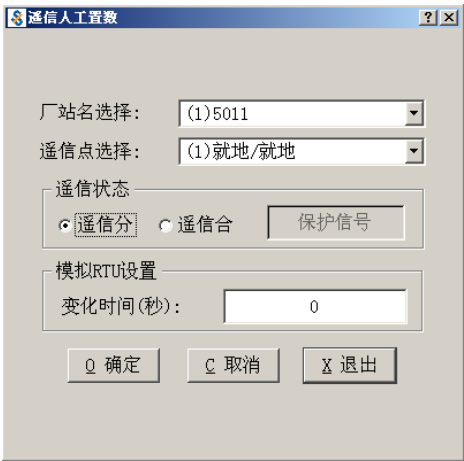 遥信人工置数
厂站名选择: (1)5011
遥信点选择: (1)就地/就地
遥信状态
遥信分 遥信合 保护信号
模拟RTU设置
变化时间(秒): 0
O 确定 C 取消 X 退出